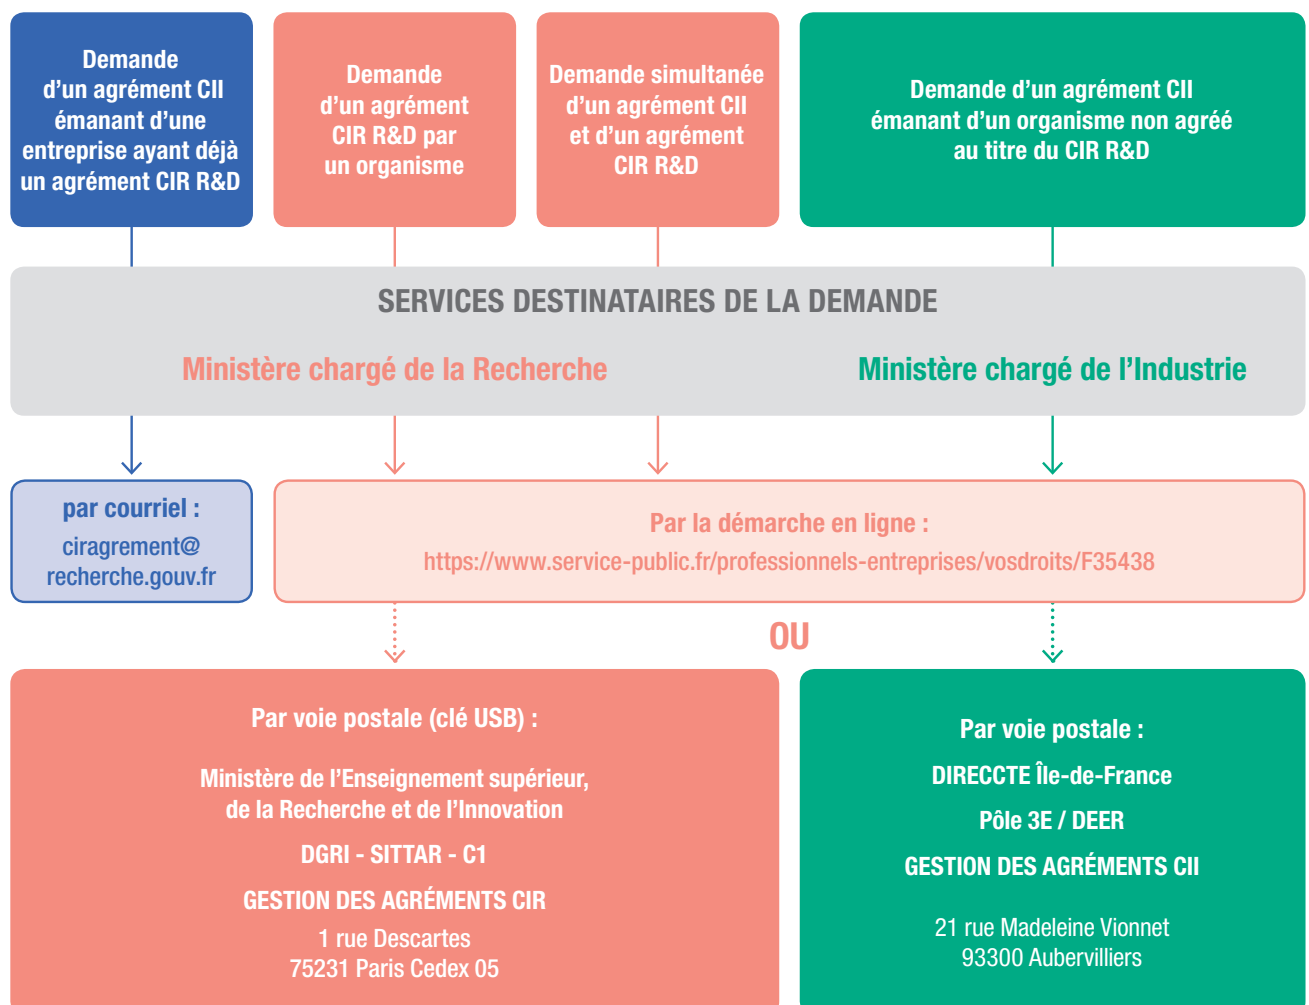 Demande
d'un agrément CII
émanant d'une
entreprise ayant déjà
un agrément CIR R&D
Demande
d'un agrément
CIR R&D par
un organisme
Demande simultanée
d'un agrément CII
et d'un agrément
CIR R&D
Demande d'un agrément CII
émanant d'un organisme non agréé
au titre du CIR R&D
SERVICES DESTINATAIRES DE LA DEMANDE
Ministère chargé de la Recherche
Ministère chargé de l'Industrie
par courriel :
ciragrement@
recherche.gouv.fr
Par la démarche en ligne :
https://www.service-public.fr/professionnels-entreprises/vosdroits/F35438
OU
Par voie postale (clé USB) :
Ministère de l'Enseignement supérieur,
de la Recherche et de l'Innovation
DGRI - SITTAR - C1
GESTION DES AGRÉMENTS CIR
1 rue Descartes
75231 Paris Cedex 05
Par voie postale :
DIRECCTE Île-de-France
Pôle 3E / DEER
GESTION DES AGRÉMENTS CII
21 rue Madeleine Vionnet
93300 Aubervilliers